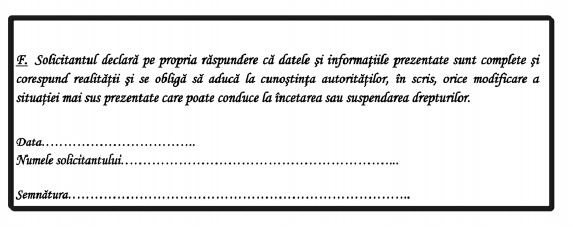 F. Solicitantul declară pe propria răspundere că datele şi informaţiile prezentate sunt complete şi
corespund realităţii şi se obligă să aducă la cunoştinţa autorităţilor, în scris, orice modificare a
situaţiei mai sus prezentate care poate conduce la încetarea sau suspendarea drepturilor.
Data……………………………..
Numele solicitantului…………………………………………………...
Semnătura…………………………………………………………………..